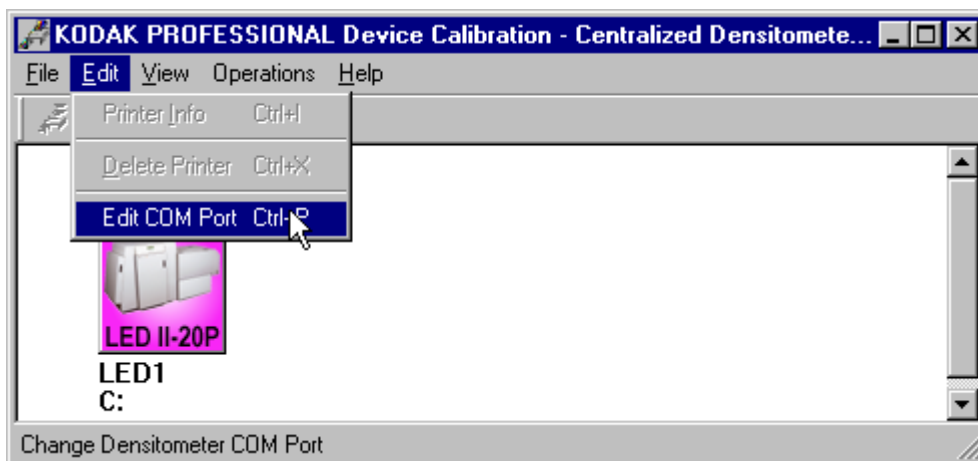 KODAK PROFESSIONAL Device Calibration - Centralized Densitomete...
File Edit View Operations Help
Printer Info Ctrl+I
Delete Printer Ctrl+X
Edit COM Port Ctrl+P
LED II-20P
LED1
C:
Change Densitometer COM Port